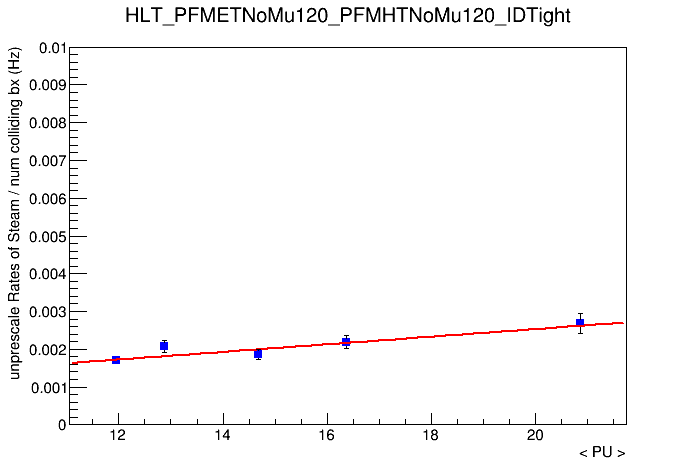 HLT_PFMETNoMu120_PFMHTNoMu120_IDTight
unprescale Rates of Steam / num colliding bx (Hz)
0.01
0.009
0.008
0.007
0.006
0.005
0.004
0.003
0.002
0.001
0
12 14 16 18 20
< PU >